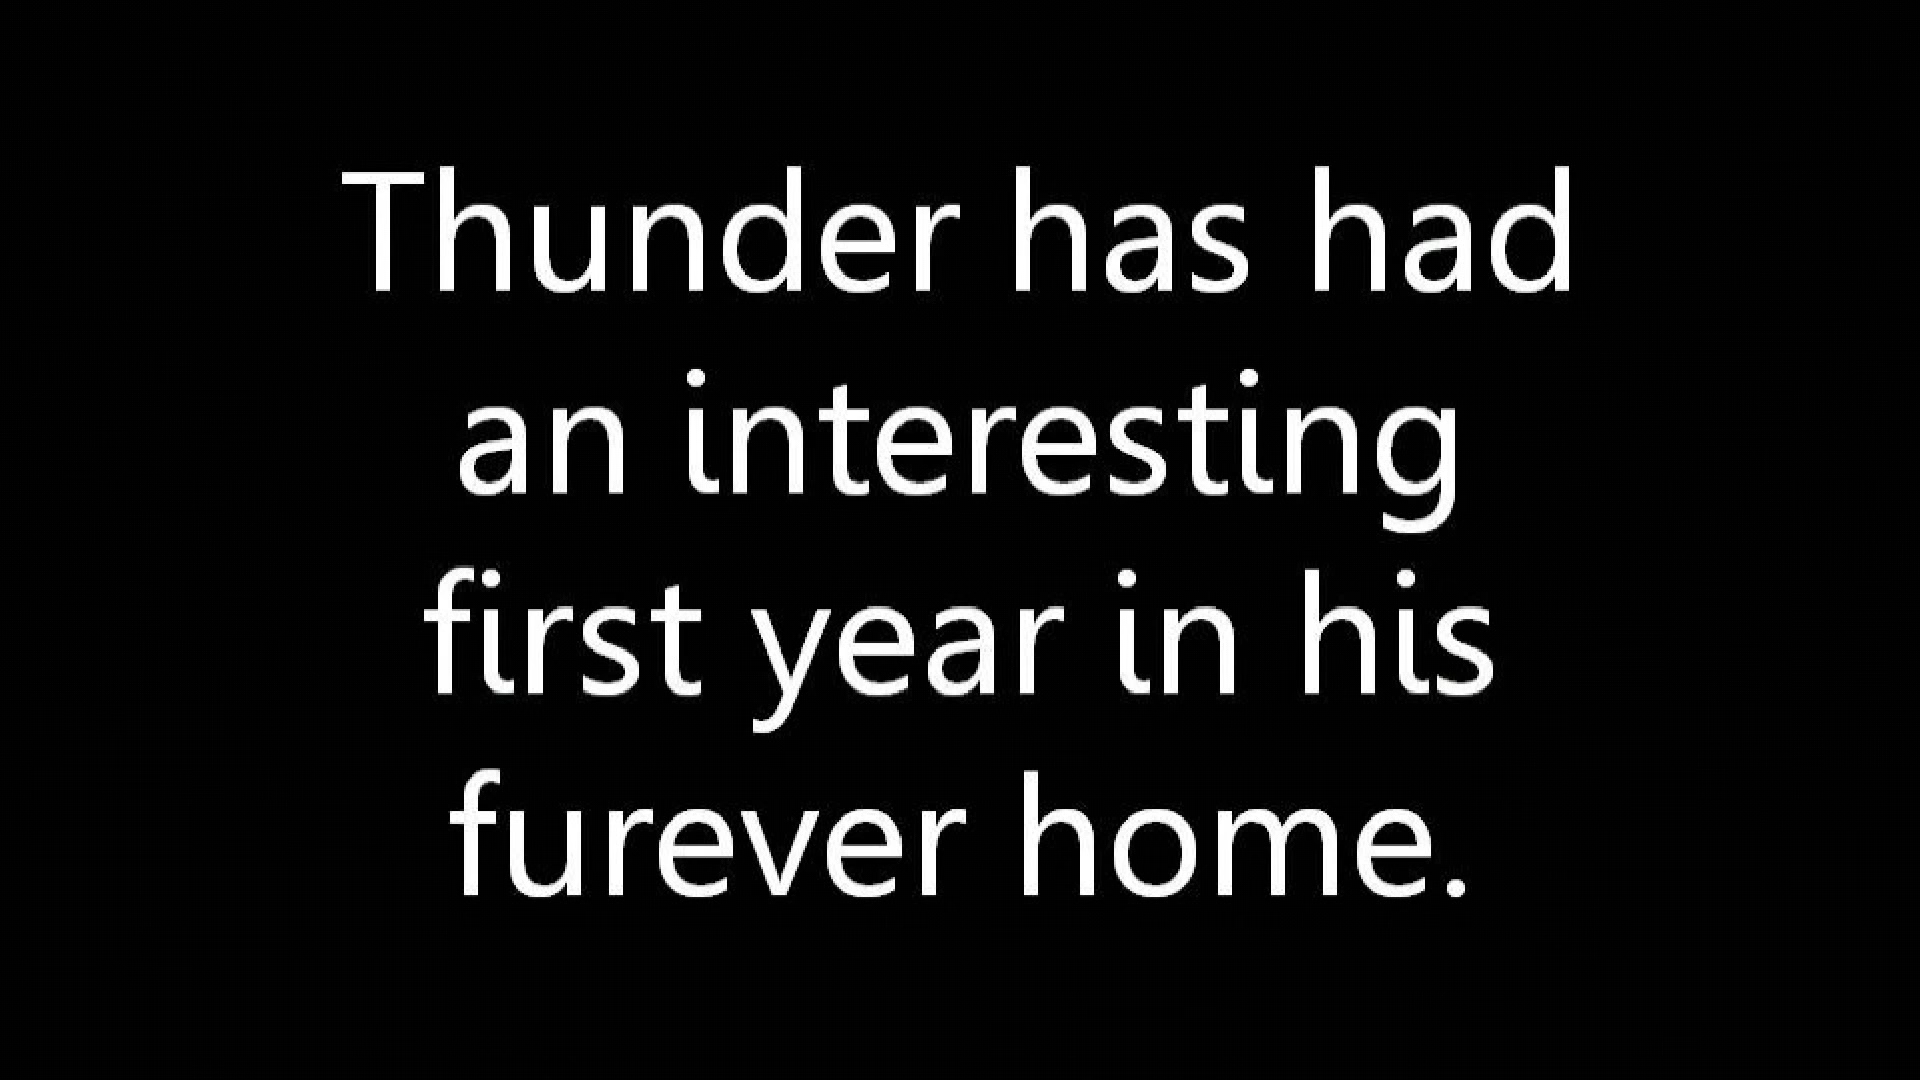 Thunder has had
an interesting
first year in his
furever home.